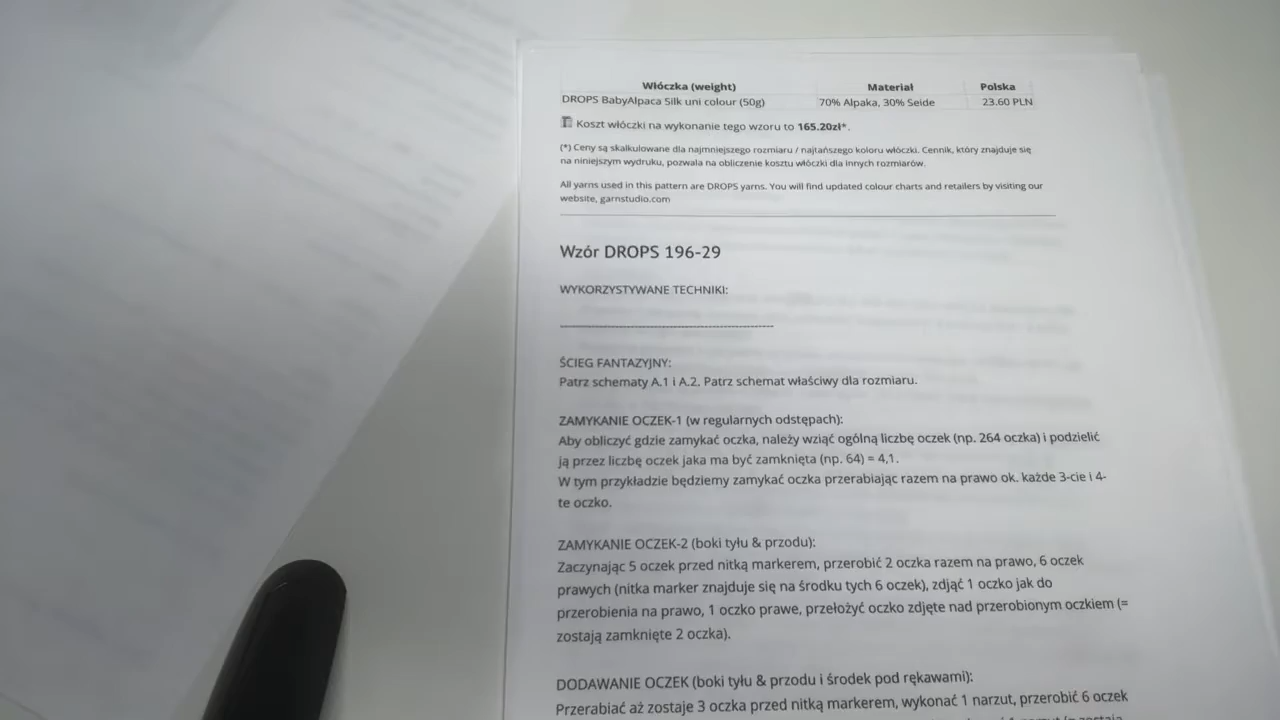 Włóczka (weight) Materiał Polska
DROPS BabyAlpaca Silk uni colour (50g) 70% Alpaka, 30% Seide 23.60 PLN
Koszt włóczki na wykonanie tego wzoru to 165.20zł*.
(*) Ceny są skalkulowane dla najmniejszego rozmiaru / najtańszego koloru włóczki. Cennik, który znajduje się
na niniejszym wydruku, pozwala na obliczenie kosztu włóczki dla innych rozmiarów.
All yarns used in this pattern are DROPS yarns. You will find updated colour charts and retailers by visiting our
website, garnstudio.com
Wzór DROPS 196-29
WYKORZYSTYWANE TECHNIKI:
----------------------------------------------------------
ŚCIEG FANTAZYJNY:
Patrz schematy A.1 i A.2. Patrz schemat właściwy dla rozmiaru.
ZAMYKANIE OCZEK-1 (w regularnych odstępach):
Aby obliczyć gdzie zamykać oczka, należy wziąć ogólną liczbę oczek (np. 264 oczka) i podzielić
ją przez liczbę oczek jaka ma być zamknięta (np. 64) = 4,1.
W tym przykładzie będziemy zamykać oczka przerabiając razem na prawo ok. każde 3-cie i 4-
te oczko.
ZAMYKANIE OCZEK-2 (boki tyłu & przodu):
Zaczynając 5 oczek przed nitką markerem, przerobić 2 oczka razem na prawo, 6 oczek
prawych (nitka marker znajduje się na środku tych 6 oczek), zdjąć 1 oczko jak do
przerobienia na prawo, 1 oczko prawe, przełożyć oczko zdjęte nad przerobionym oczkiem (=
zostają zamknięte 2 oczka).
DODAWANIE OCZEK (boki tyłu & przodu i środek pod rękawami):
Przerabiać aż zostaje 3 oczka przed nitką markerem, wykonać 1 narzut, przerobić 6 oczek